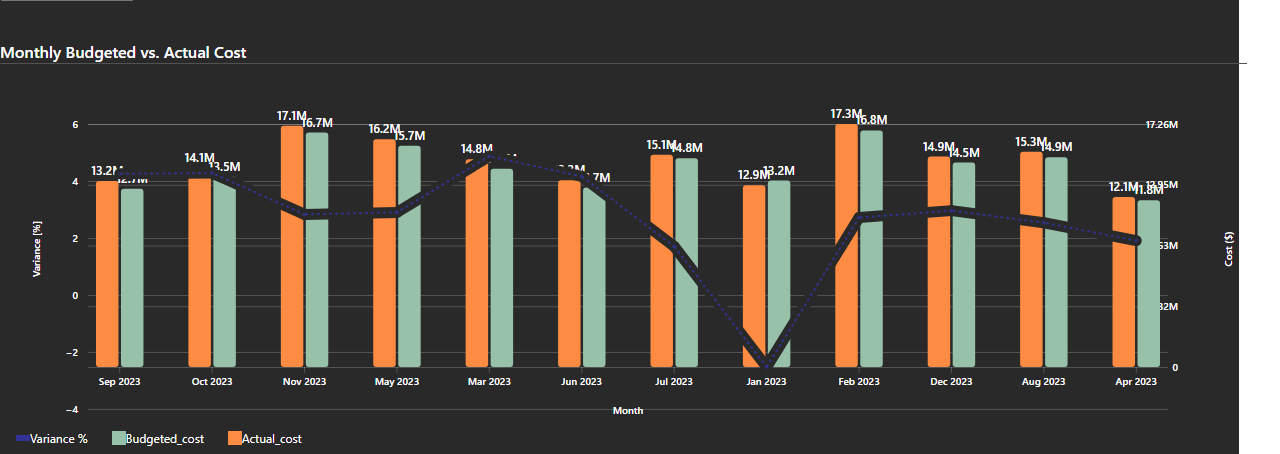 Monthly Budgeted vs. Actual Cost
17.1M 16.7M
17.3M 16.8M
6
17.26M
16.2M 15.7M
15.3M 14.9M
15.1M 14.8M
14.9M 14.5M
14.8M
14.1M 13.5M
13.2M
12.9M 13.2M
12.1M 11.8M
4
2
0
−2
−4
Variance [%]
Cost ($)
0
Sep 2023 Oct 2023 Nov 2023 May 2023 Mar 2023 Jun 2023 Jul 2023 Jan 2023 Feb 2023 Dec 2023 Aug 2023 Apr 2023
Month
Variance % Budgeted_cost Actual_cost